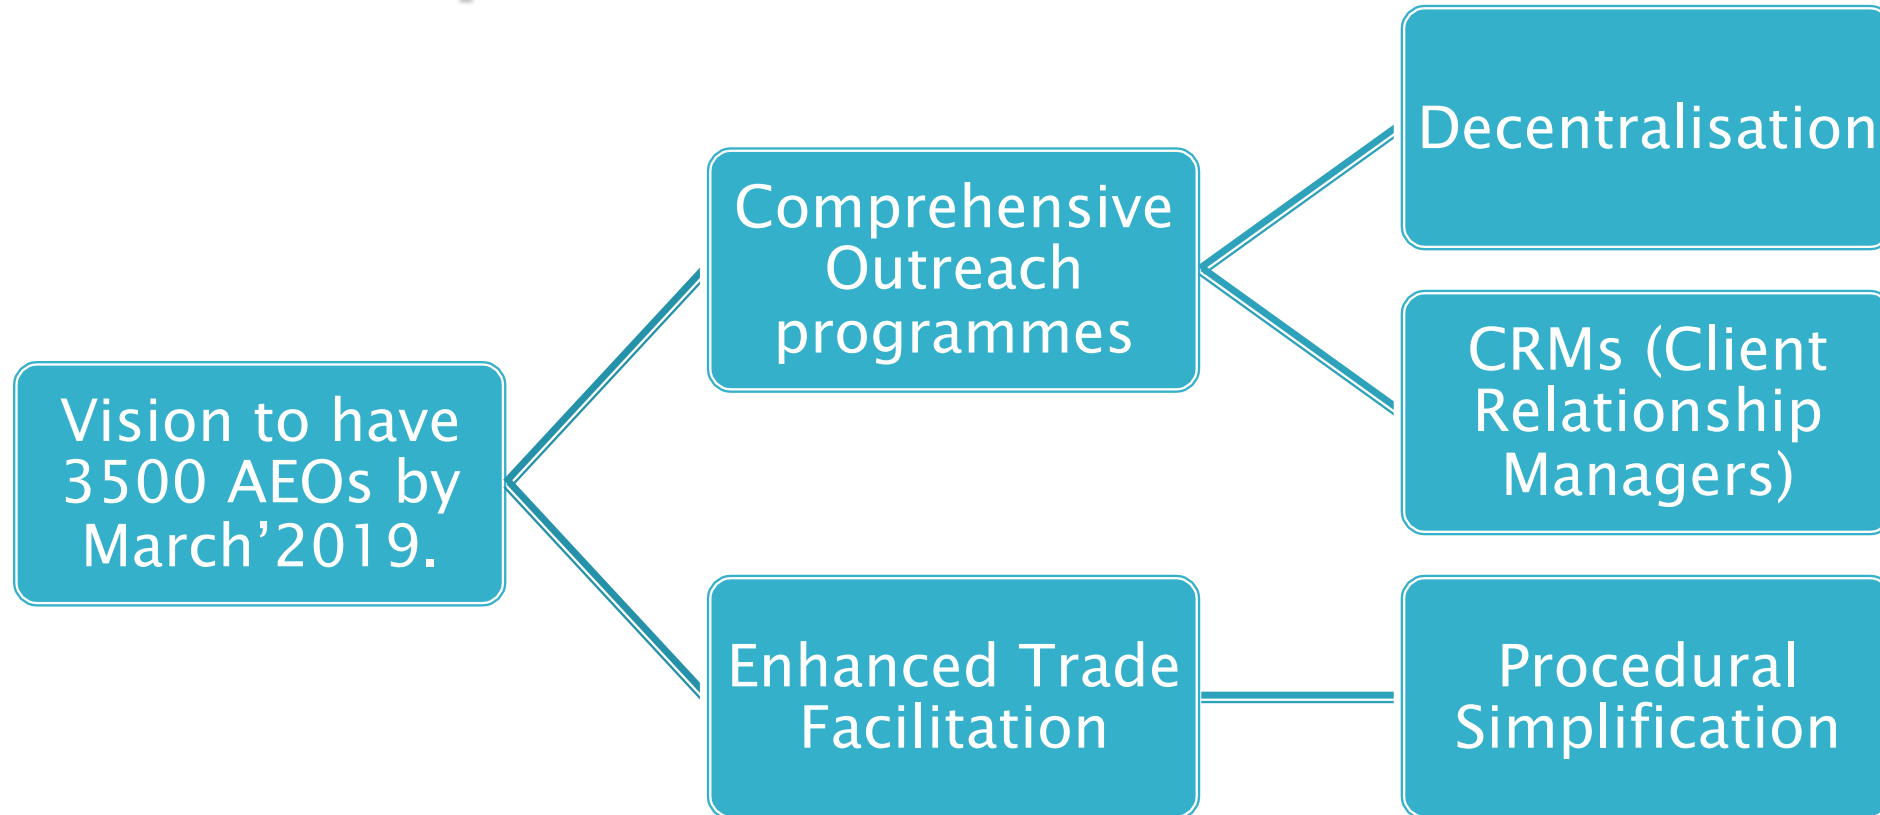 Vision to have
3500 AEOs by
March’2019.
Comprehensive
Outreach
programmes
Decentralisation
CRMs (Client
Relationship
Managers)
Enhanced Trade
Facilitation
Procedural
Simplification